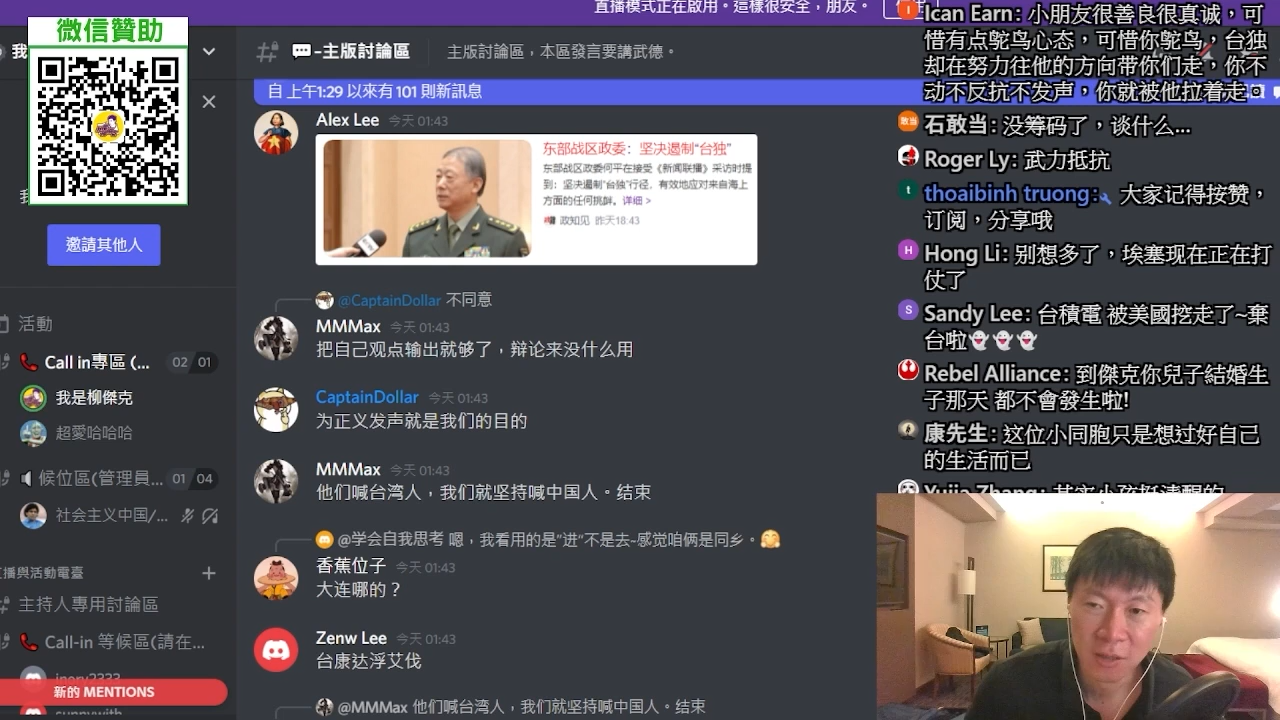 直播模式正在啟用。這樣很安全，朋友。
微信贊助
我
-主版討論區
主版討論區，本區發言要講武德。
自 上午1:29 以來有 101 則新訊息
邀請其他人
活動
Call in專區 (...
02 01
我是柳傑克
超愛哈哈哈
候位區(管理員...
01 04
社会主义中国/...
直播與活動電臺
主持人專用討論區
Call-in 等候區(請在...
新的 MENTIONS
Alex Lee 今天 01:43
东部战区政委：坚决遏制“台独”
东部战区政委何平在接受《新闻联播》采访时提
到：坚决遏制“台独”行径，有效地应对来自海上
方面的任何挑衅。详细 >
政知见 昨天18:43
@CaptainDollar 不同意
MMMax 今天 01:43
把自己观点输出就够了，辩论来没什么用
CaptainDollar 今天 01:43
为正义发声就是我们的目的
MMMax 今天 01:43
他们喊台湾人，我们就坚持喊中国人。结束
@学会自我思考 嗯，我看用的是“进”不是去~感觉咱俩是同乡。🤗
香蕉位子 今天 01:43
大连哪的？
Zenw Lee 今天 01:43
台康达浮艾伐
@MMMax 他们喊台湾人，我们就坚持喊中国人。结束
Ican Earn: 小朋友很善良很真诚，可
惜有点鸵鸟心态，可惜你鸵鸟，台独
却在努力往他的方向带你们走，你不
动不反抗不发声，你就被他拉着走。
石敢当: 没筹码了，谈什么...
Roger Ly: 武力抵抗
thoaibinh truong: 大家记得按赞，
订阅，分享哦
Hong Li: 别想多了，埃塞现在正在打
仗了
Sandy Lee: 台積電 被美國挖走了~棄
台啦👻👻👻
Rebel Alliance: 到傑克你兒子結婚生
子那天 都不會發生啦!
康先生: 这位小同胞只是想过好自己
的生活而已